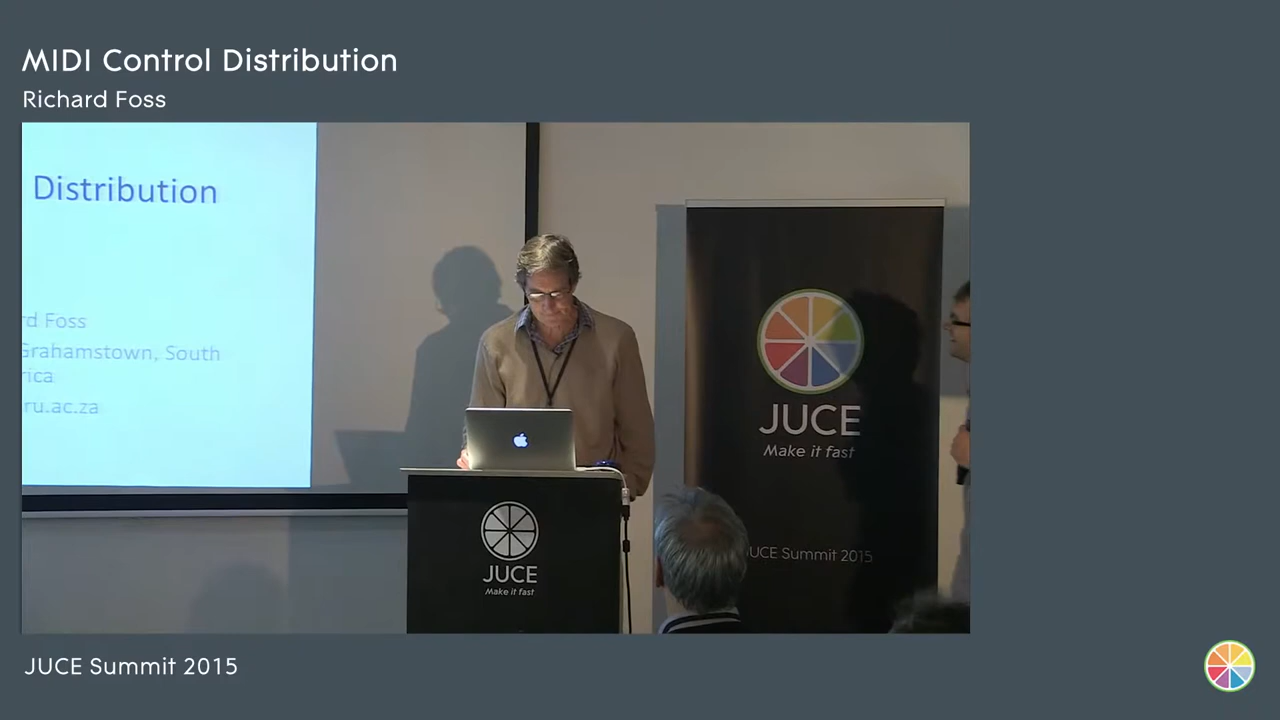 MIDI Control Distribution
Richard Foss
Distribution
rd Foss
Grahamstown, South
rica
ru.ac.za
JUCE
Make it fast
JUCE Summit 2015
JUCE
Make it fast
JUCE Summit 2015